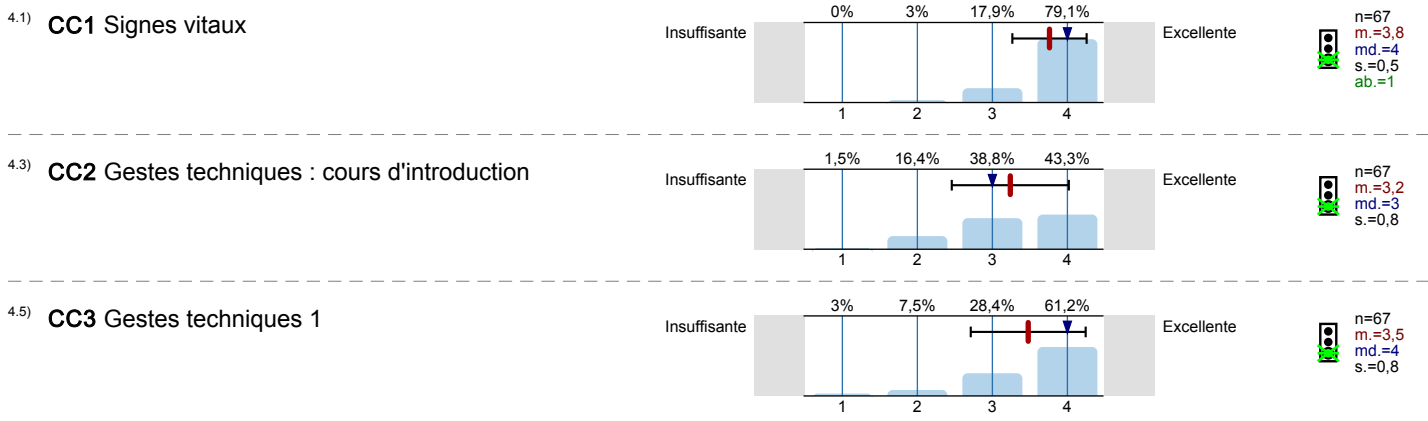 4.1) CC1 Signes vitaux
0% 3% 17,9% 79,1%
Insuffisante Excellente
1 2 3 4
n=67
m.=3,8
md.=4
s.=0,5
ab.=1
4.3) CC2 Gestes techniques : cours d'introduction
1,5% 16,4% 38,8% 43,3%
Insuffisante Excellente
1 2 3 4
n=67
m.=3,2
md.=3
s.=0,8
4.5) CC3 Gestes techniques 1
3% 7,5% 28,4% 61,2%
Insuffisante Excellente
1 2 3 4
n=67
m.=3,5
md.=4
s.=0,8